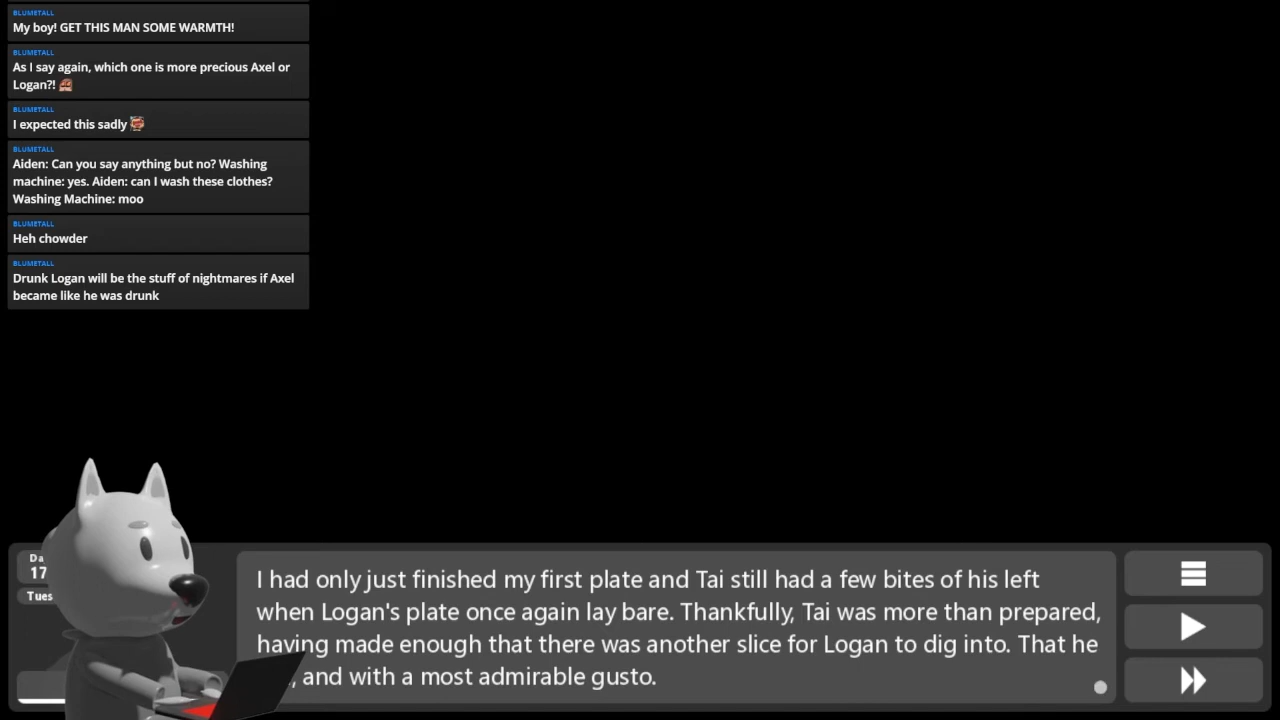 BLUMETALL
My boy! GET THIS MAN SOME WARMTH!
BLUMETALL
As I say again, which one is more precious Axel or
Logan?!
BLUMETALL
I expected this sadly
BLUMETALL
Aiden: Can you say anything but no? Washing
machine: yes. Aiden: can I wash these clothes?
Washing Machine: moo
BLUMETALL
Heh chowder
BLUMETALL
Drunk Logan will be the stuff of nightmares if Axel
became like he was drunk
Da
17
Tues
I had only just finished my first plate and Tai still had a few bites of his left
when Logan's plate once again lay bare. Thankfully, Tai was more than prepared,
having made enough that there was another slice for Logan to dig into. That he
, and with a most admirable gusto.